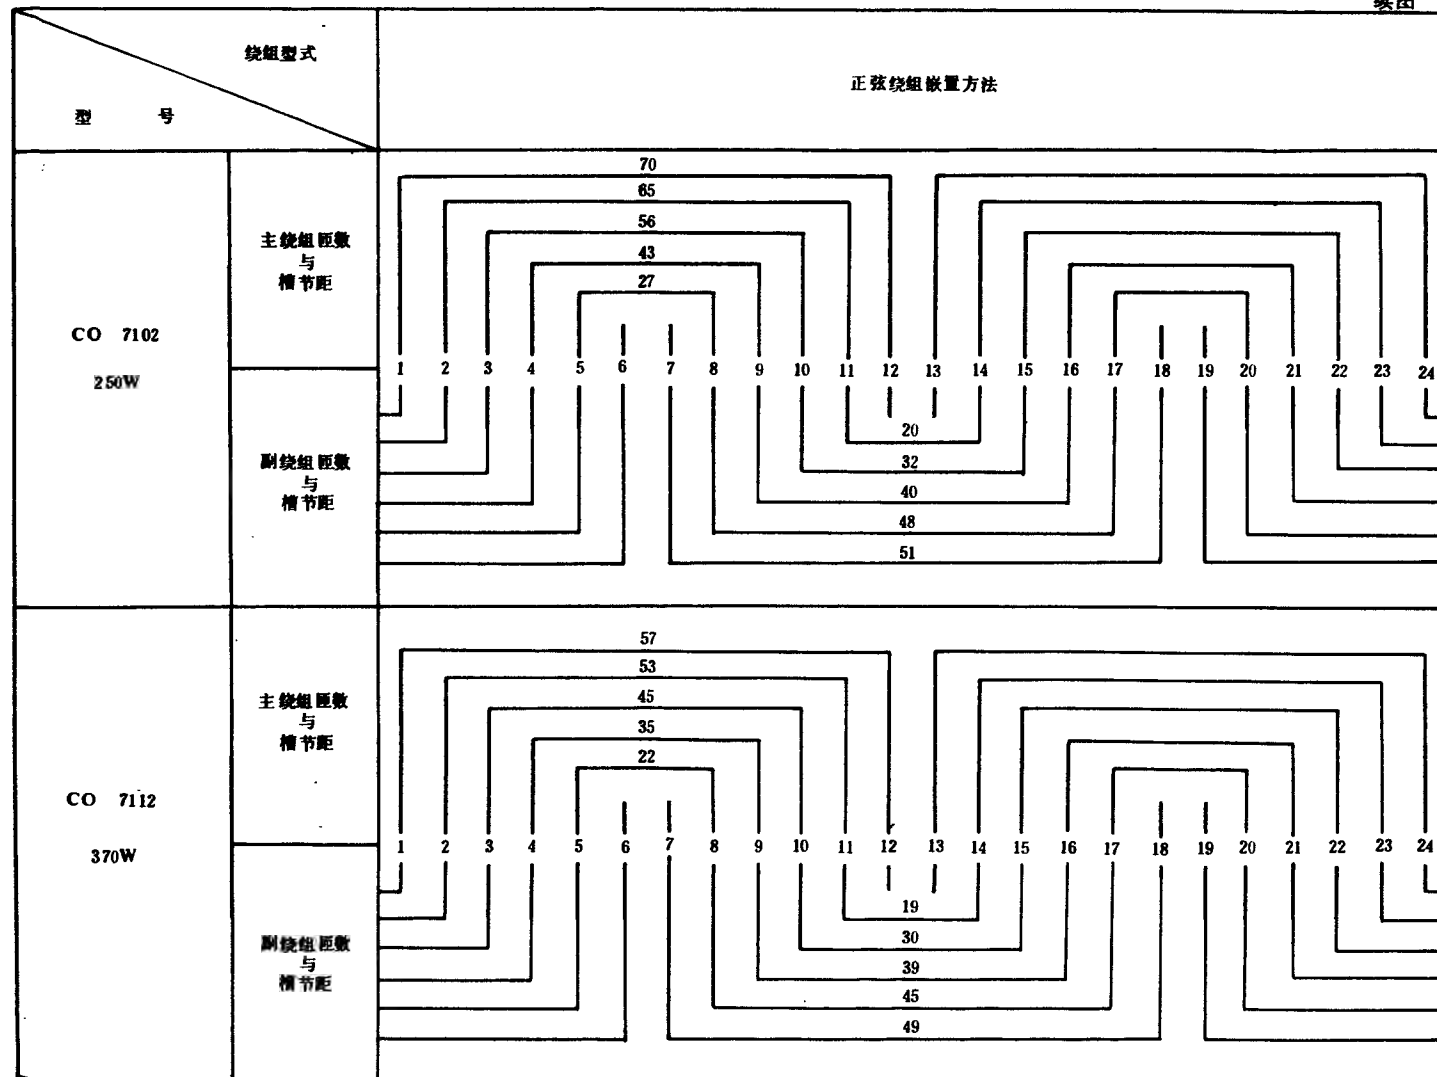 续图
绕组型式
型 号
正弦绕组嵌置方法
CO 7102
250W
主绕组匝数
与
槽节距
副绕组匝数
与
槽节距
70
65
56
43
27
1 2 3 4 5 6 7 8 9 10 11 12 13 14 15 16 17 18 19 20 21 22 23 24
20
32
40
48
51
CO 7112
370W
主绕组匝数
与
槽节距
副绕组匝数
与
槽节距
57
53
45
35
22
1 2 3 4 5 6 7 8 9 10 11 12 13 14 15 16 17 18 19 20 21 22 23 24
19
30
39
45
49